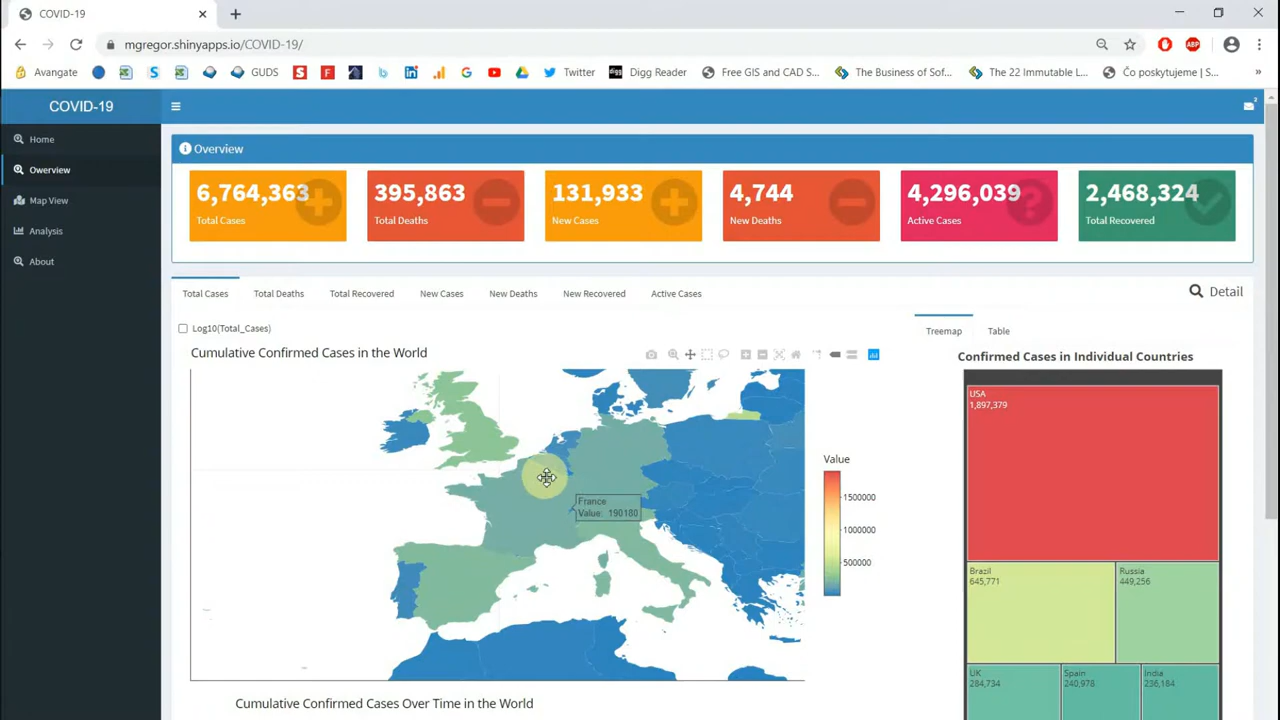 COVID-19
mgregor.shinyapps.io/COVID-19/
Avangate
GUDS
Twitter
digg Digg Reader
Free GIS and CAD S...
The Business of Sof...
The 22 Immutable L...
Čo poskytujeme | S...
»
COVID-19
2
Home
Overview
Map View
Analysis
About
Overview
6,764,363
Total Cases
395,863
Total Deaths
131,933
New Cases
4,744
New Deaths
4,296,039
Active Cases
2,468,324
Total Recovered
Total Cases
Total Deaths
Total Recovered
New Cases
New Deaths
New Recovered
Active Cases
Detail
Log10(Total_Cases)
Cumulative Confirmed Cases in the World
France
Value: 190180
Value
1500000
1000000
500000
Cumulative Confirmed Cases Over Time in the World
Treemap
Table
Confirmed Cases in Individual Countries
USA
1,897,379
Brazil
645,771
Russia
449,256
UK
284,734
Spain
240,978
India
236,184